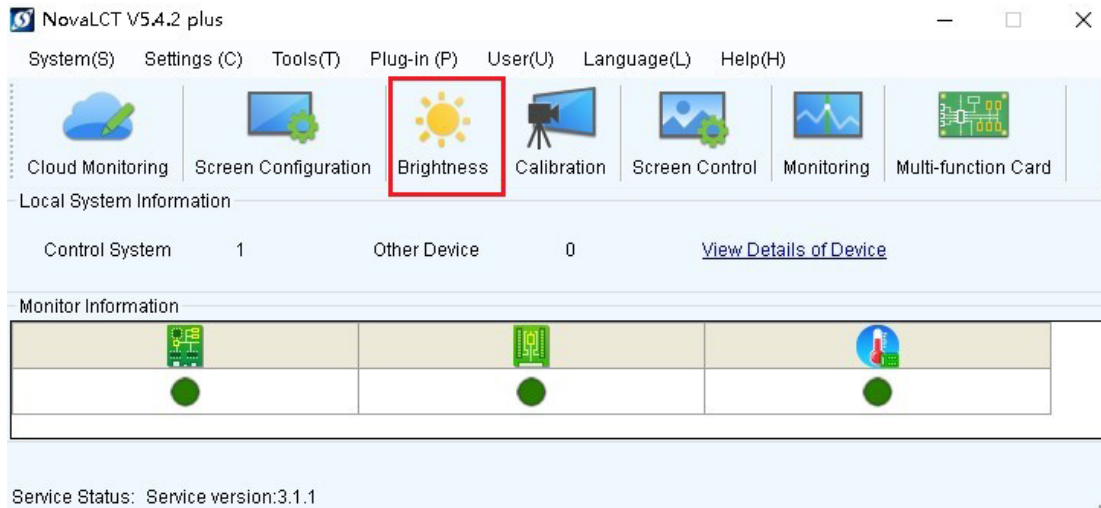 NovaLCT V5.4.2 plus
System(S) Settings (C) Tools(T) Plug-in (P) User(U) Language(L) Help(H)
Cloud Monitoring Screen Configuration Brightness Calibration Screen Control Monitoring Multi-function Card
Local System Information
Control System 1 Other Device 0 View Details of Device
Monitor Information
Service Status: Service version:3.1.1